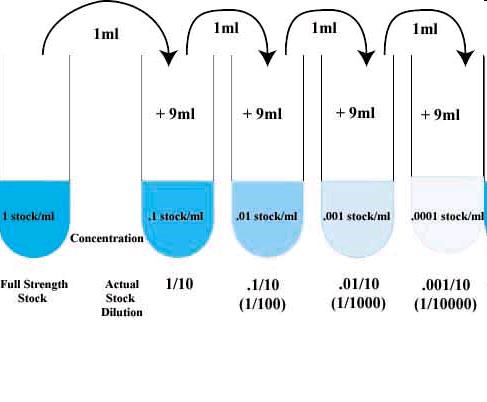 1ml
1ml
1ml
1ml
+ 9ml
+ 9ml
+ 9ml
+ 9ml
1 stock/ml
.1 stock/ml
.01 stock/ml
.001 stock/ml
.0001 stock/ml
Concentration
Full Strength
Stock
Actual
Stock
Dilution
1/10
.1/10
(1/100)
.01/10
(1/1000)
.001/10
(1/10000)